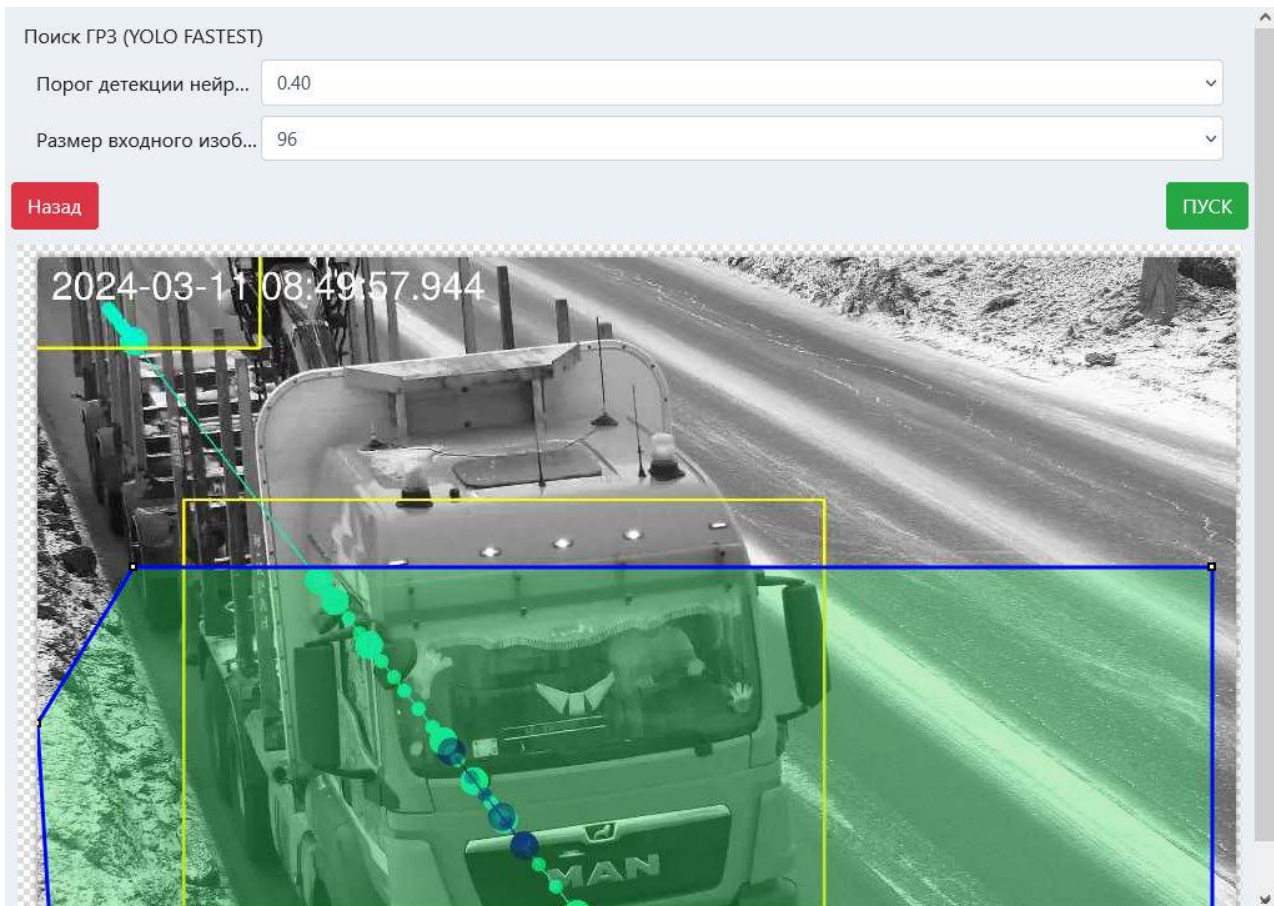 Поиск ГРЗ (YOLO FASTEST)
Порог детекции нейр...
0.40
Размер входного изоб...
96
Назад
ПУСК
2024-03-11 08:49:57.944
MAN